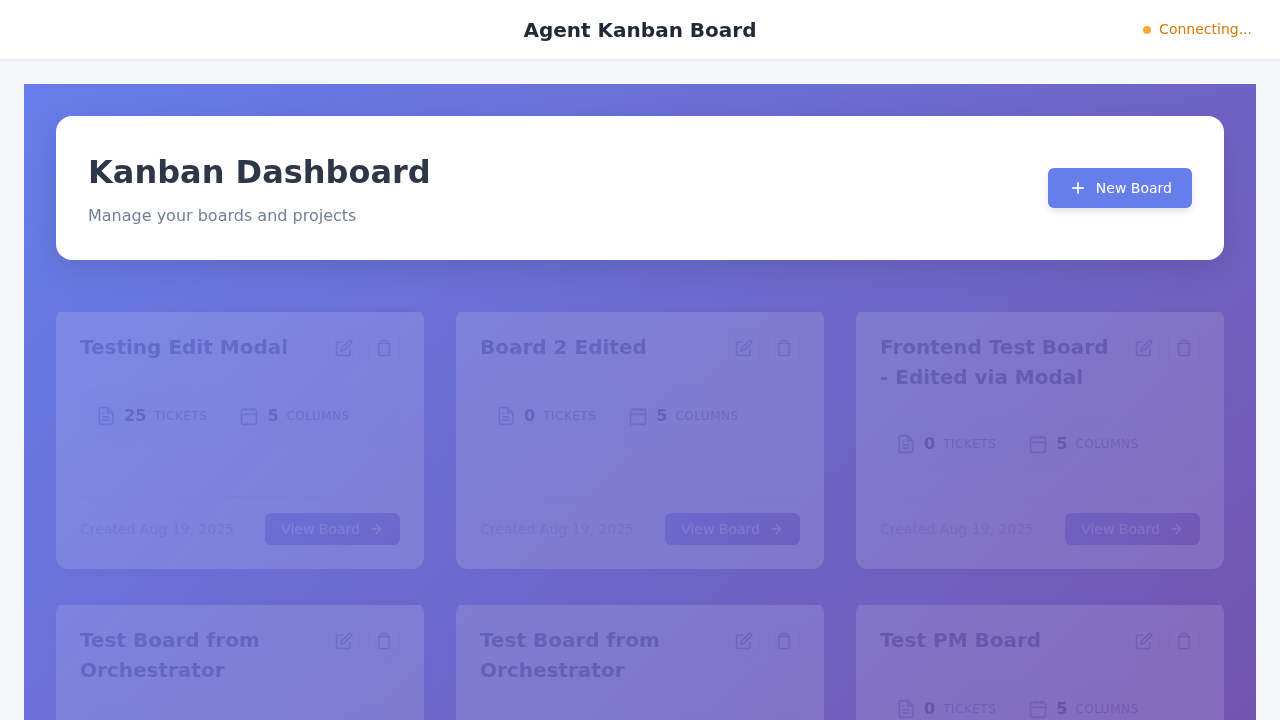 Agent Kanban Board
Connecting...
Kanban Dashboard
Manage your boards and projects
New Board
Testing Edit Modal
25 TICKETS 5 COLUMNS
Created Aug 19, 2025 View Board
Board 2 Edited
0 TICKETS 5 COLUMNS
Created Aug 19, 2025 View Board
Frontend Test Board
- Edited via Modal
0 TICKETS 5 COLUMNS
Created Aug 19, 2025 View Board
Test Board from
Orchestrator
Test Board from
Orchestrator
Test PM Board
0 TICKETS 5 COLUMNS